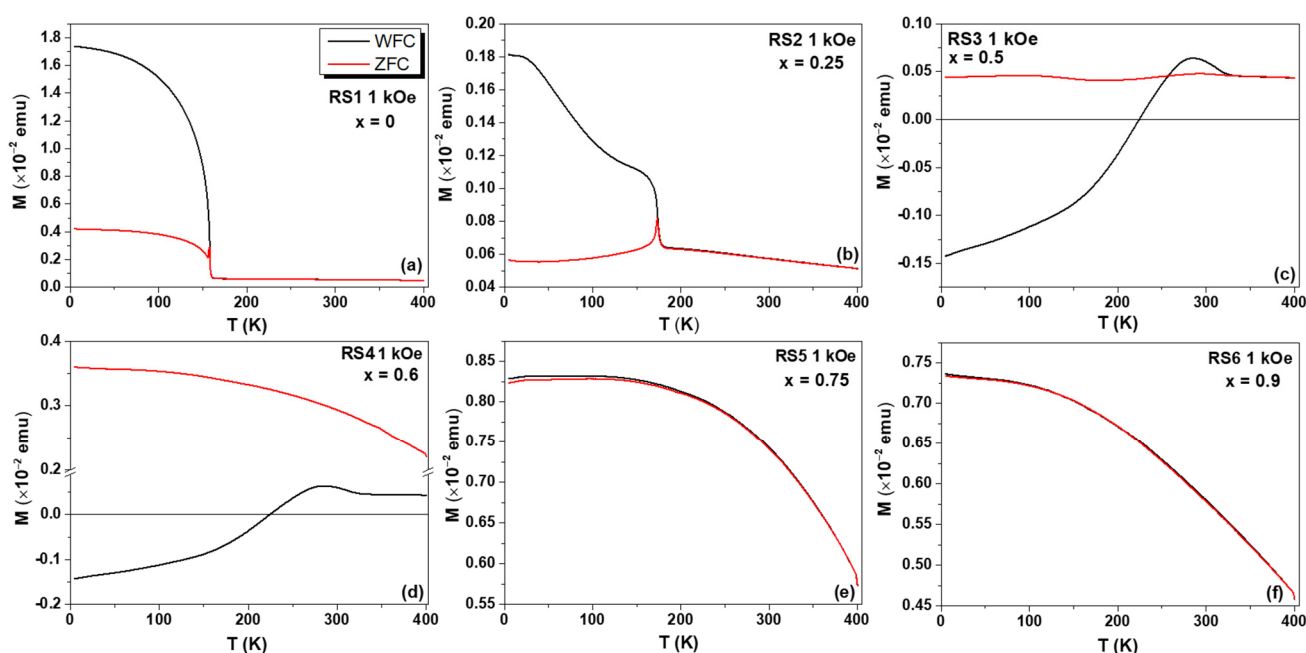 1.8
1.6
1.4
1.2
1.0
0.8
0.6
0.4
0.2
0.0
M (×10⁻² emu)
WFC
ZFC
RS1 1 kOe
x = 0
(a)
0 100 200 300 400
T (K)
0.20
0.18
0.16
0.14
0.12
0.10
0.08
0.06
0.04
M (×10⁻² emu)
RS2 1 kOe
x = 0.25
(b)
0 100 200 300 400
T (K)
0.10
0.05
0.00
-0.05
-0.10
-0.15
M (×10⁻² emu)
RS3 1 kOe
x = 0.5
(c)
0 100 200 300 400
T (K)
0.4
0.3
0.2
0.0
-0.1
-0.2
M (×10⁻² emu)
RS4 1 kOe
x = 0.6
(d)
0 100 200 300 400
T (K)
0.85
0.80
0.75
0.70
0.65
0.60
0.55
M (×10⁻² emu)
RS5 1 kOe
x = 0.75
(e)
0 100 200 300 400
T (K)
0.75
0.70
0.65
0.60
0.55
0.50
0.45
M (×10⁻² emu)
RS6 1 kOe
x = 0.9
(f)
0 100 200 300 400
T (K)